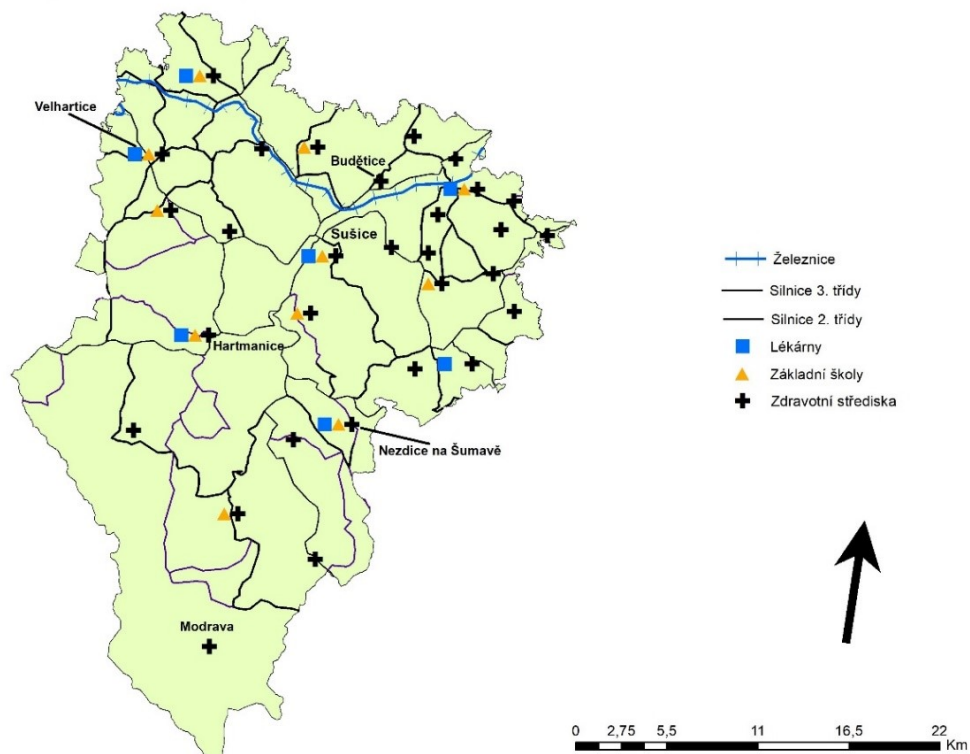 Velhartice
Budětice
Sušice
Hartmanice
Nezdice na Šumavě
Modrava
Železnice
Silnice 3. třídy
Silnice 2. třídy
Lékárny
Základní školy
Zdravotní střediska
0 2,75 5,5 11 16,5 22
Km